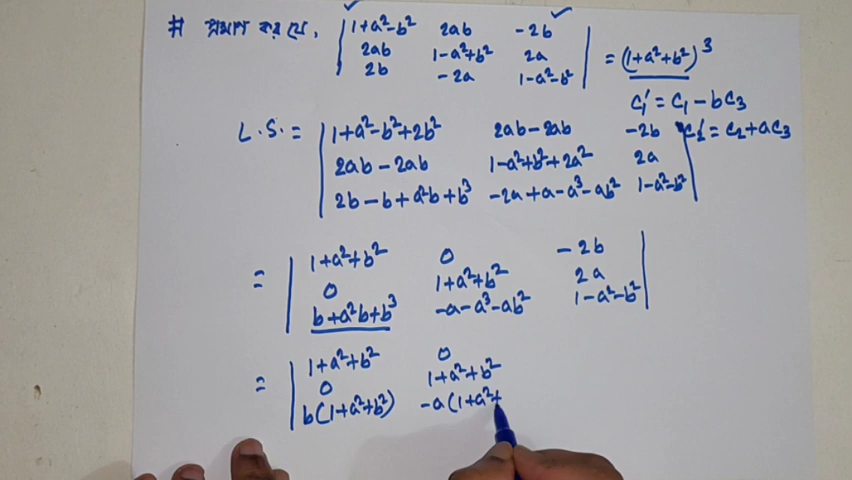 # প্রমাণ কর যে, | 1+a²-b² 2ab -2b |
| 2ab 1-a²+b² 2a | = (1+a²+b²)³
| 2b -2a 1-a²-b² |
C₁' = C₁ - bC₃
L.S. = | 1+a²-b²+2b² 2ab-2ab -2b | C₂' = C₂+aC₃
| 2ab-2ab 1-a²+b²+2a² 2a |
| 2b-b+a²b+b³ -2a+a-a³-ab² 1-a²-b² |
= | 1+a²+b² 0 -2b |
| 0 1+a²+b² 2a |
| b+a²b+b³ -a-a³-ab² 1-a²-b² |
= | 1+a²+b² 0
| 0 1+a²+b²
| b(1+a²+b²) -a(1+a²+